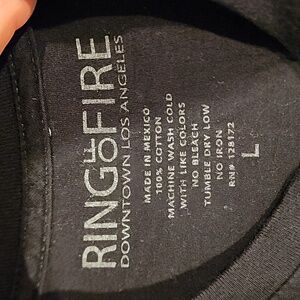 RING OF FIRE
DOWNTOWN LOS ANGELES
MADE IN MEXICO
100% COTTON
MACHINE WASH COLD
WITH LIKE COLORS
NO BLEACH
TUMBLE DRY LOW
NO IRON
RN# 128172
L